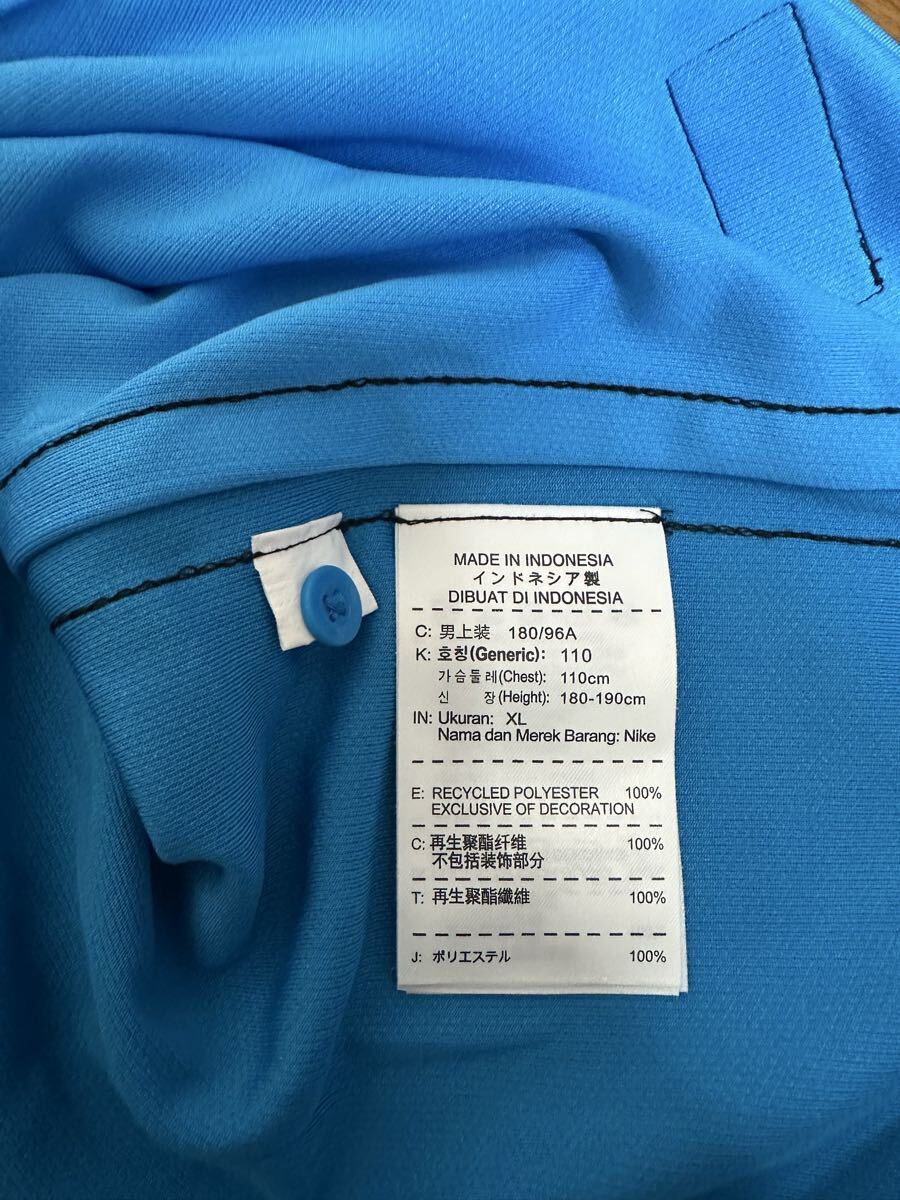 MADE IN INDONESIA
インドネシア製
DIBUAT DI INDONESIA
C: 男上装 180/96A
K: 호칭(Generic): 110
가슴둘레(Chest): 110cm
신 장(Height): 180-190cm
IN: Ukuran: XL
Nama dan Merek Barang: Nike
E: RECYCLED POLYESTER 100%
EXCLUSIVE OF DECORATION
C: 再生聚酯纤维 100%
不包括装饰部分
T: 再生聚酯纖維 100%
J: ポリエステル 100%